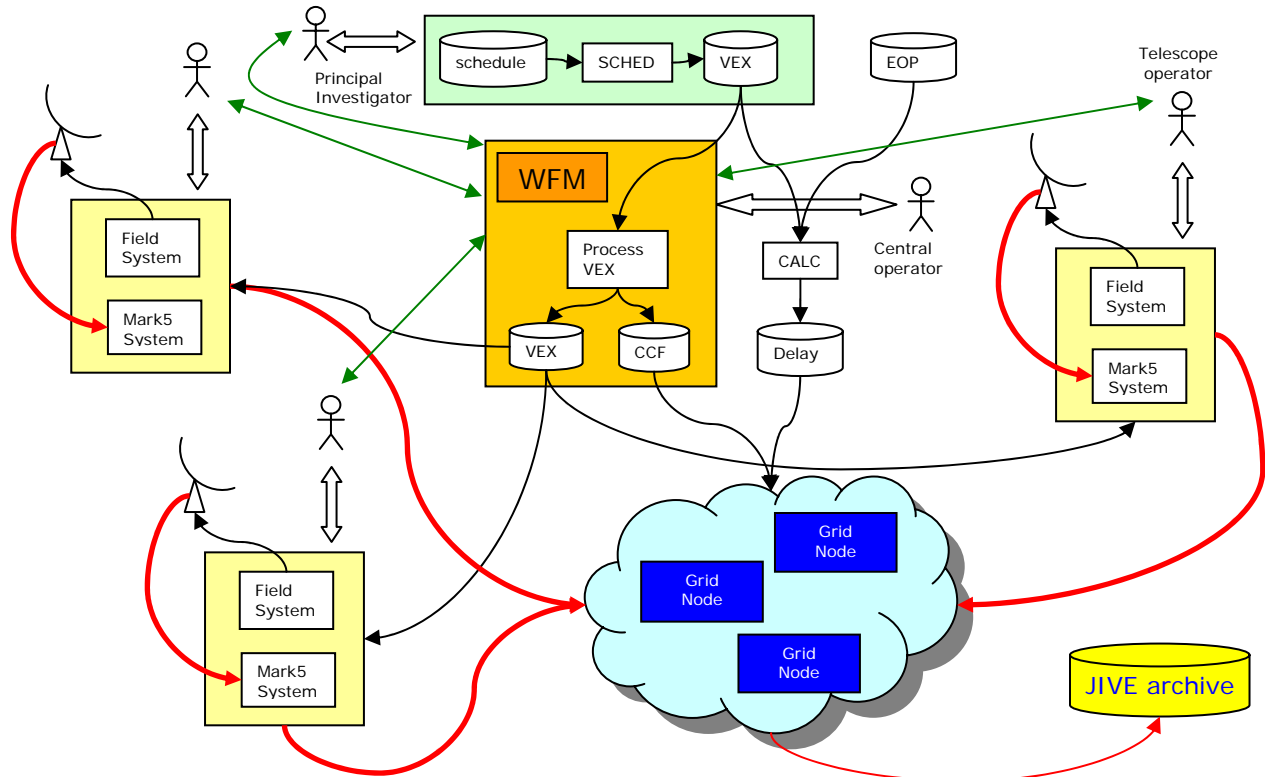 schedule
SCHED
VEX
EOP
Principal
Investigator
Telescope
operator
WFM
Process
VEX
VEX
CCF
CALC
Delay
Central
operator
Field
System
Mark5
System
Field
System
Mark5
System
Field
System
Mark5
System
Grid
Node
Grid
Node
Grid
Node
JIVE archive